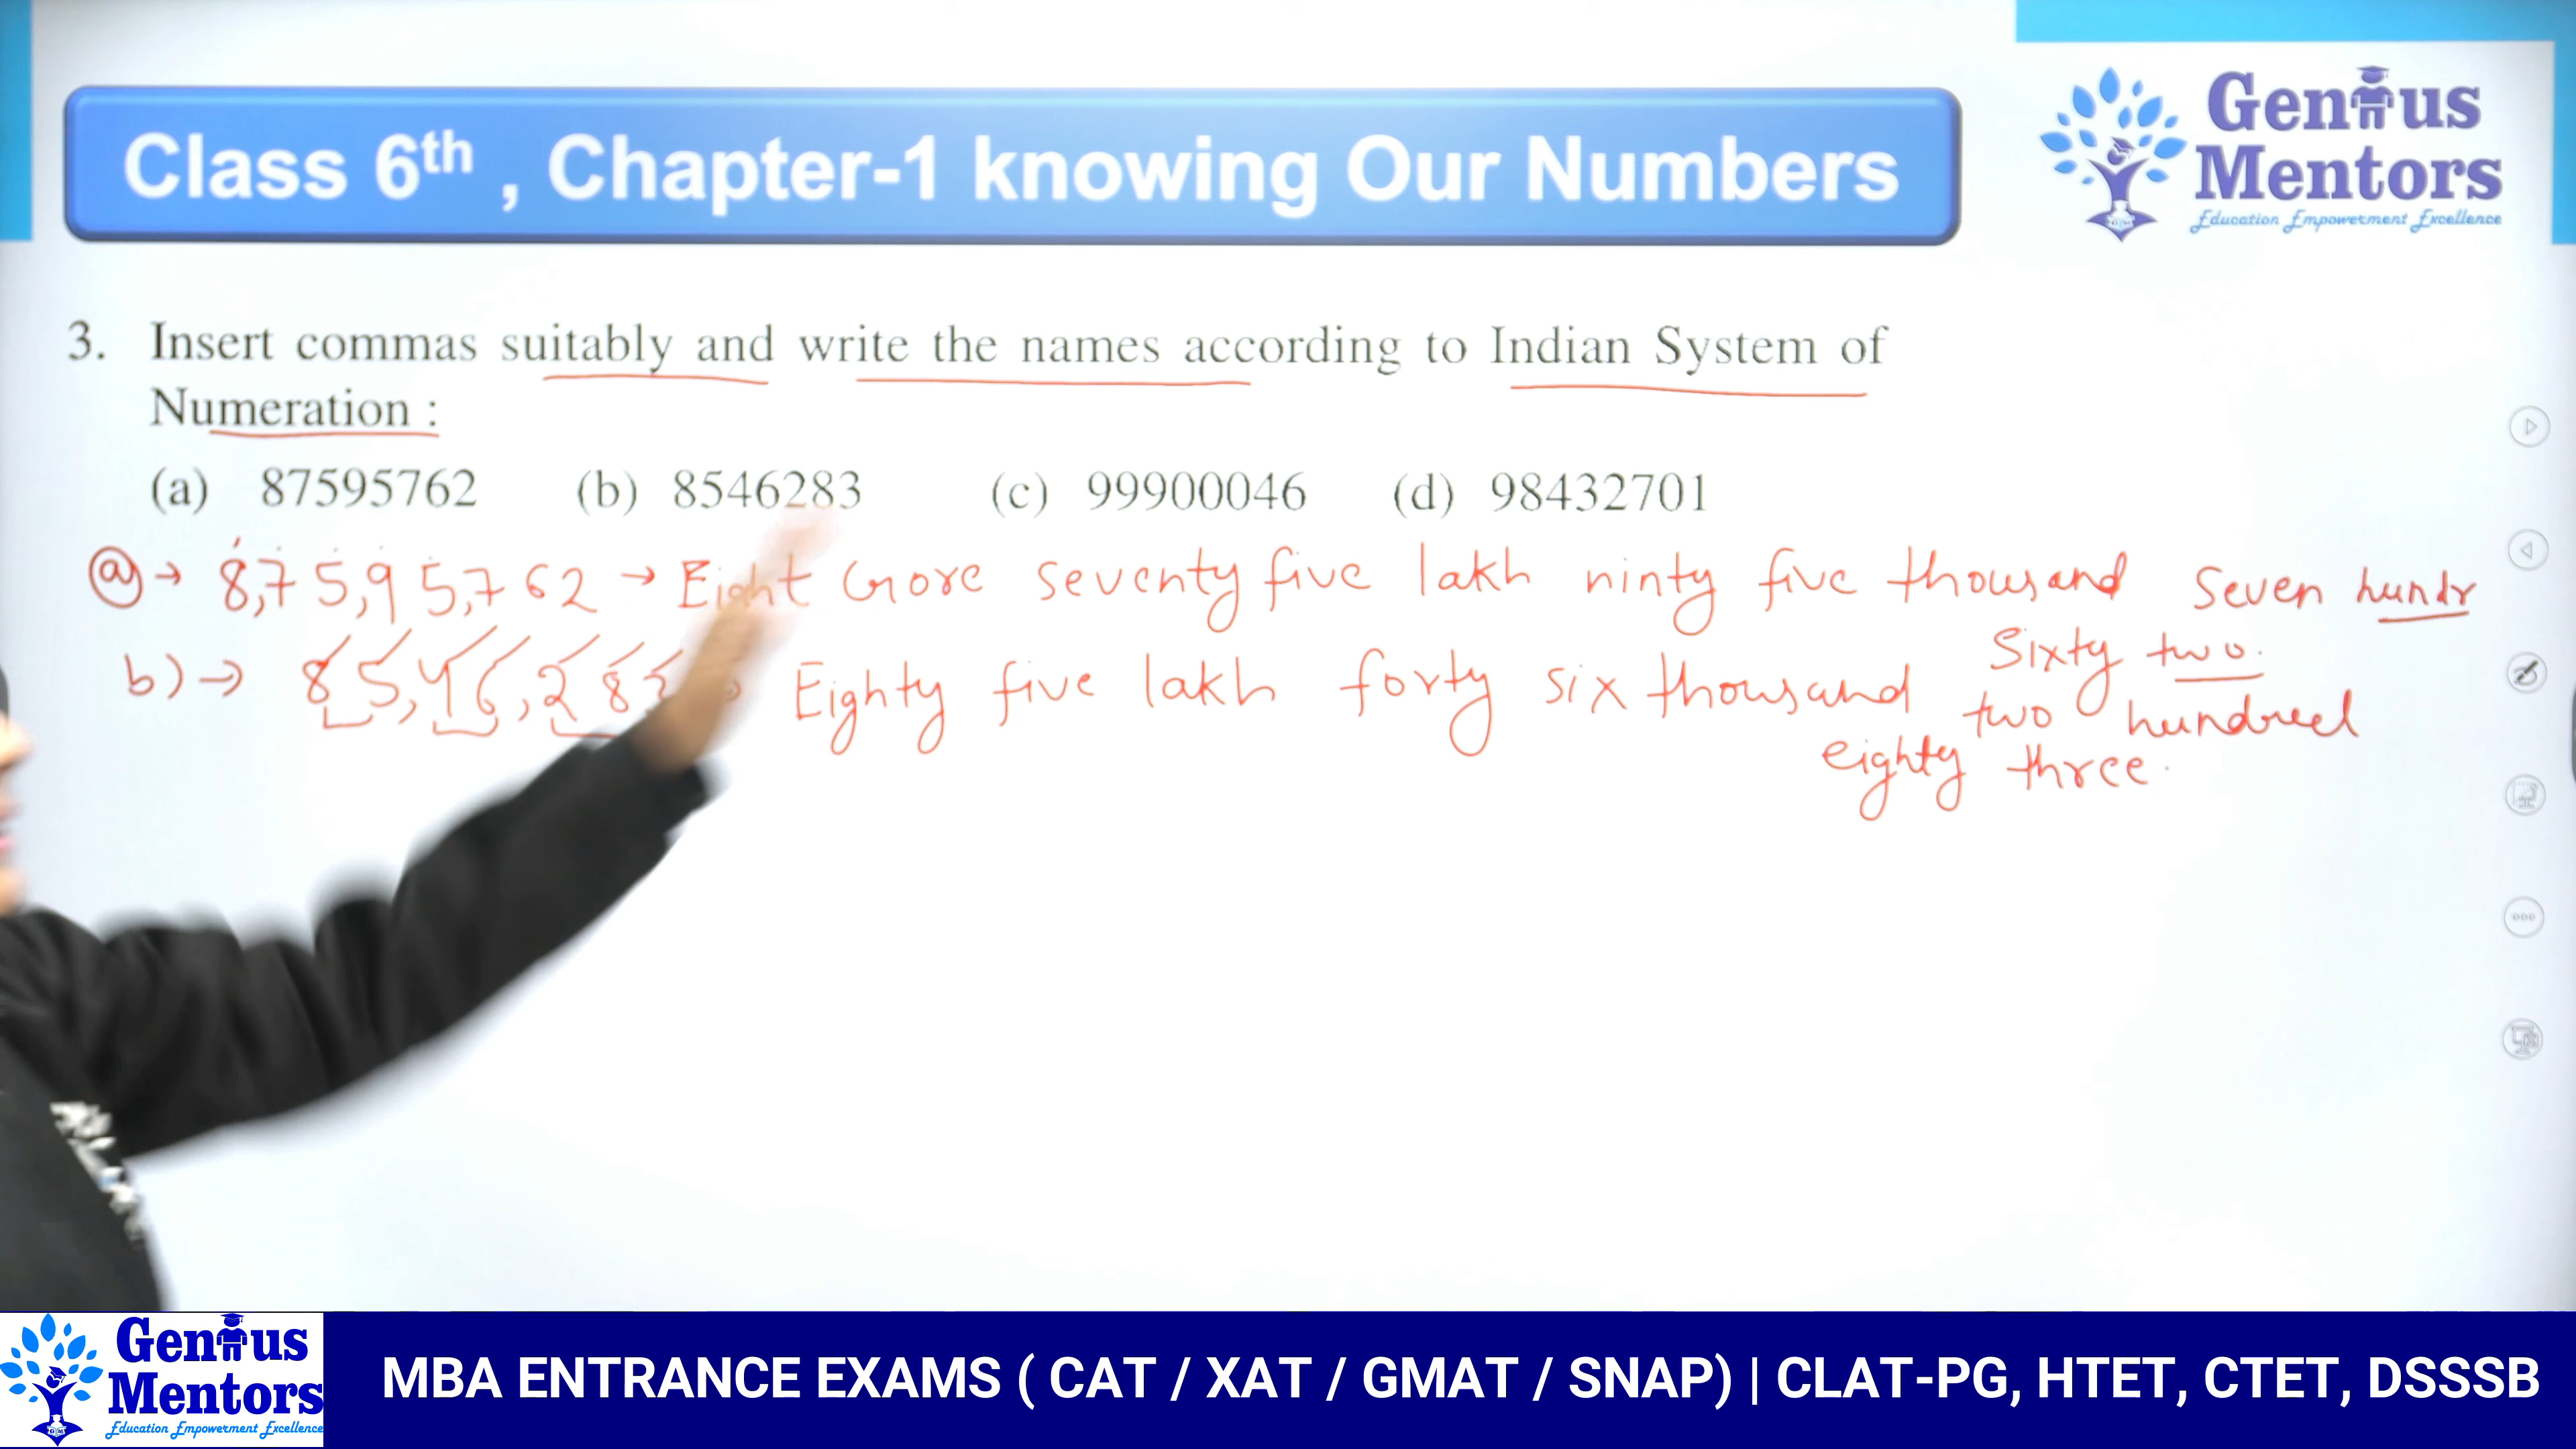 Class 6th , Chapter-1 knowing Our Numbers
Genius
Mentors
Education Empowerment Excellence
3. Insert commas suitably and write the names according to Indian System of
Numeration :
(a) 87595762 (b) 8546283 (c) 99900046 (d) 98432701
(a) → 8,75,95,762 → Eight Crore seventy five lakh ninty five thousand seven hundr
sixty two.
b) → 85,46,283 Eighty five lakh forty six thousand
two hundred
eighty three.
Genius
Mentors
Education Empowerment Excellence
MBA ENTRANCE EXAMS ( CAT / XAT / GMAT / SNAP) | CLAT-PG, HTET, CTET, DSSSB